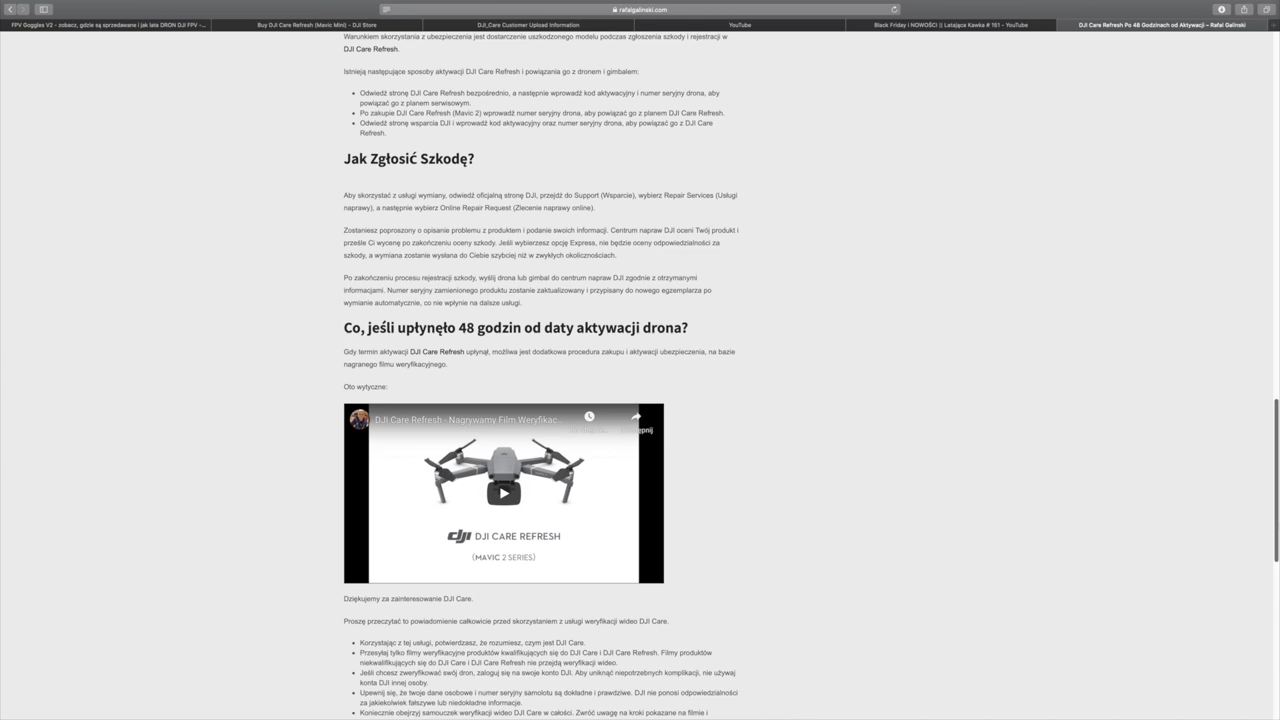 rafalgalinski.com
FPV Goggles V2 - zobacz, gdzie są sprzedawane i jak lata DRON DJI FPV -...
Buy DJI Care Refresh (Mavic Mini) - DJI Store
DJI_Care Customer Upload Information
YouTube
Black Friday i NOWOŚCI || Latająca Kawka # 151 - YouTube
DJI Care Refresh Po 48 Godzinach od Aktywacji – Rafał Galinski
Warunkiem skorzystania z ubezpieczenia jest dostarczenie uszkodzonego modelu podczas zgłoszenia szkody i rejestracji w
DJI Care Refresh.
Istnieją następujące sposoby aktywacji DJI Care Refresh i powiązania go z dronem i gimbalem:
• Odwiedź stronę DJI Care Refresh bezpośrednio, a następnie wprowadź kod aktywacyjny i numer seryjny drona, aby
powiązać go z planem serwisowym.
• Po zakupie DJI Care Refresh (Mavic 2) wprowadź numer seryjny drona, aby powiązać go z planem DJI Care Refresh.
• Odwiedź stronę wsparcia DJI i wprowadź kod aktywacyjny oraz numer seryjny drona, aby powiązać go z DJI Care
Refresh.
Jak Zgłosić Szkodę?
Aby skorzystać z usługi wymiany, odwiedź oficjalną stronę DJI, przejdź do Support (Wsparcie), wybierz Repair Services (Usługi
naprawy), a następnie wybierz Online Repair Request (Zlecenie naprawy online).
Zostaniesz poproszony o opisanie problemu z produktem i podanie swoich informacji. Centrum napraw DJI oceni Twój produkt i
prześle Ci wycenę po zakończeniu oceny szkody. Jeśli wybierzesz opcję Express, nie będzie oceny odpowiedzialności za
szkody, a wymiana zostanie wysłana do Ciebie szybciej niż w zwykłych okolicznościach.
Po zakończeniu procesu rejestracji szkody, wyślij drona lub gimbal do centrum napraw DJI zgodnie z otrzymanymi
informacjami. Numer seryjny zamienionego produktu zostanie zaktualizowany i przypisany do nowego egzemplarza po
wymianie automatycznie, co nie wpłynie na dalsze usługi.
Co, jeśli upłynęło 48 godzin od daty aktywacji drona?
Gdy termin aktywacji DJI Care Refresh upłynął, możliwa jest dodatkowa procedura zakupu i aktywacji ubezpieczenia, na bazie
nagranego filmu weryfikacyjnego.
Oto wytyczne:
DJI Care Refresh - Nagrywamy Film Weryfikac...
dji DJI CARE REFRESH
(MAVIC 2 SERIES)
Dziękujemy za zainteresowanie DJI Care.
Proszę przeczytać to powiadomienie całkowicie przed skorzystaniem z usługi weryfikacji wideo DJI Care.
• Korzystając z tej usługi, potwierdzasz, że rozumiesz, czym jest DJI Care.
• Przesyłaj tylko filmy weryfikacyjne produktów kwalifikujących się do DJI Care i DJI Care Refresh. Filmy produktów
niekwalifikujących się do DJI Care i DJI Care Refresh nie przejdą weryfikacji wideo.
• Jeśli chcesz zweryfikować swój dron, zaloguj się na swoje konto DJI. Aby uniknąć niepotrzebnych komplikacji, nie używaj
konta DJI innej osoby.
• Upewnij się, że twoje dane osobowe i numer seryjny samolotu są dokładne i prawdziwe. DJI nie ponosi odpowiedzialności
za jakiekolwiek fałszywe lub niedokładne informacje.
• Koniecznie obejrzyj samouczek weryfikacji wideo DJI Care w całości. Zwróć uwagę na kroki pokazane na filmie i